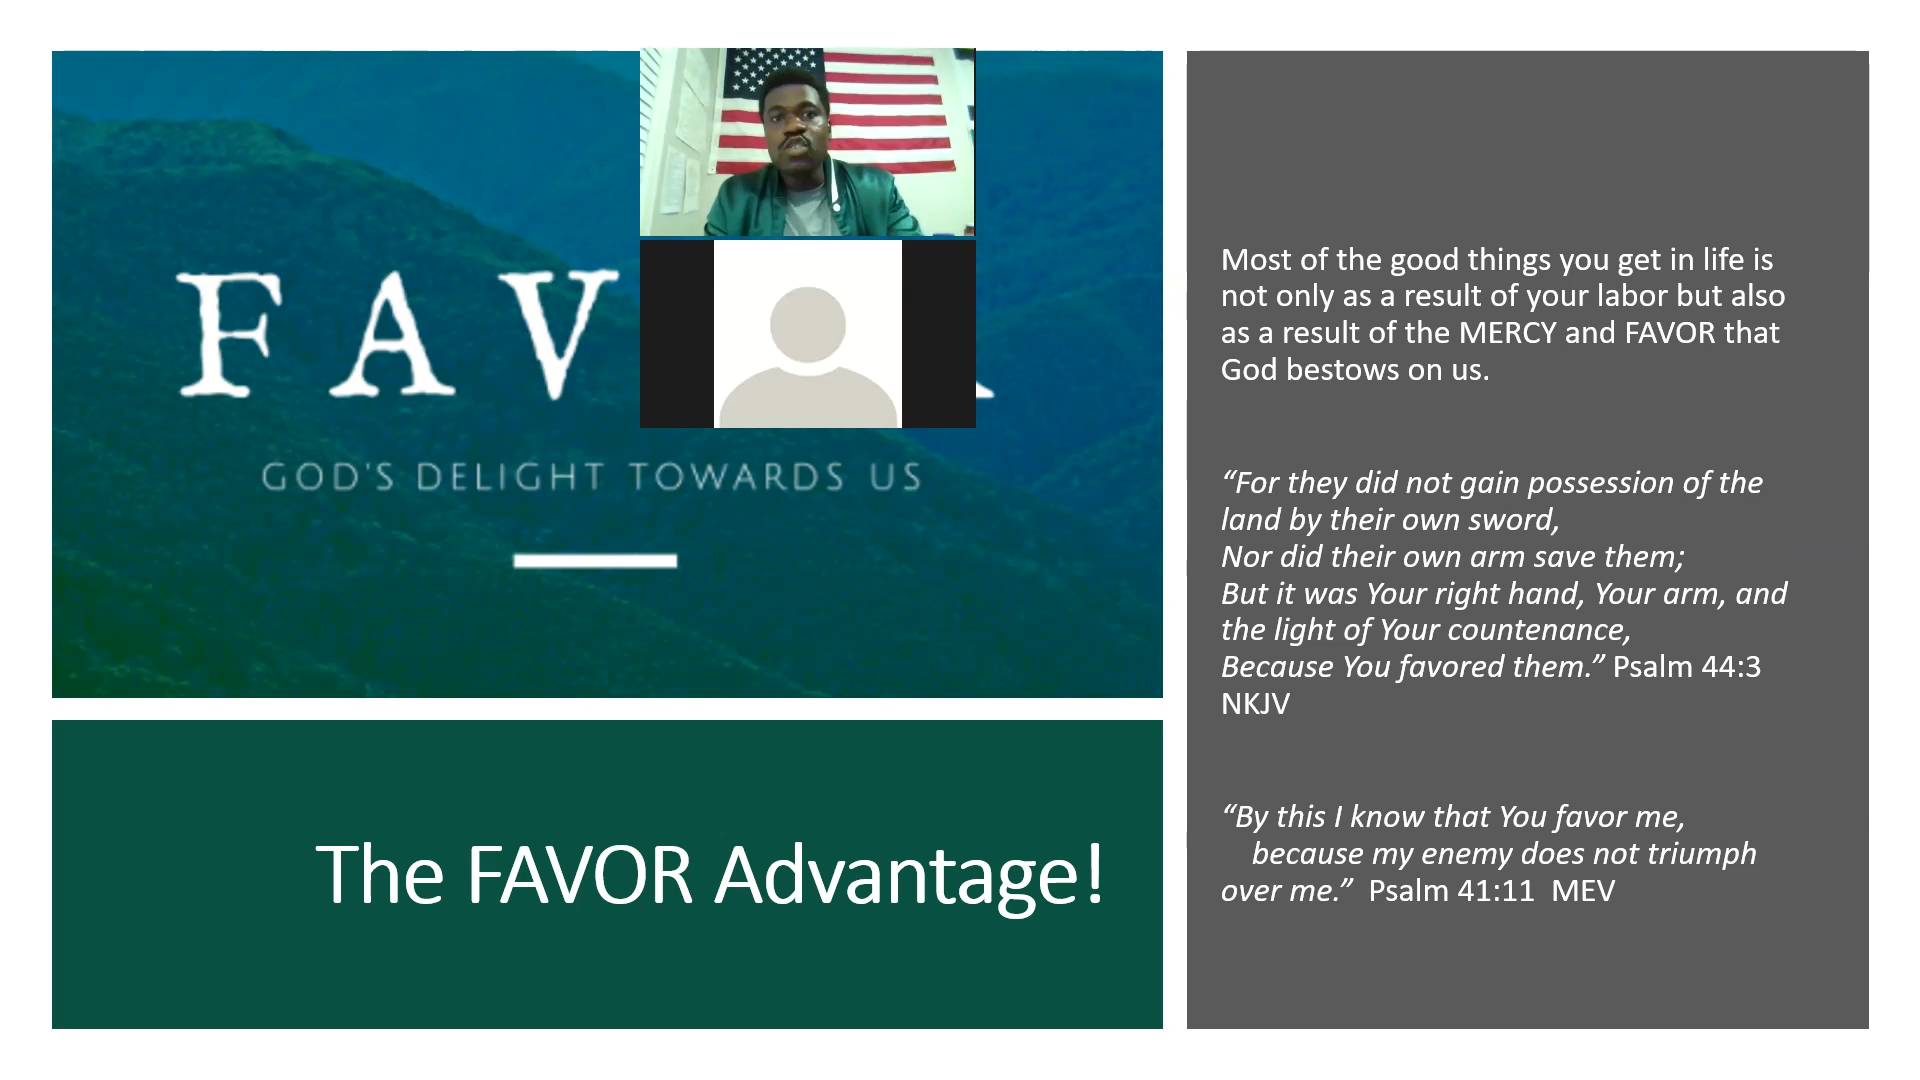 FAV
GOD'S DELIGHT TOWARDS US
The FAVOR Advantage!
Most of the good things you get in life is
not only as a result of your labor but also
as a result of the MERCY and FAVOR that
God bestows on us.
“For they did not gain possession of the
land by their own sword,
Nor did their own arm save them;
But it was Your right hand, Your arm, and
the light of Your countenance,
Because You favored them.” Psalm 44:3
NKJV
“By this I know that You favor me,
because my enemy does not triumph
over me.” Psalm 41:11 MEV